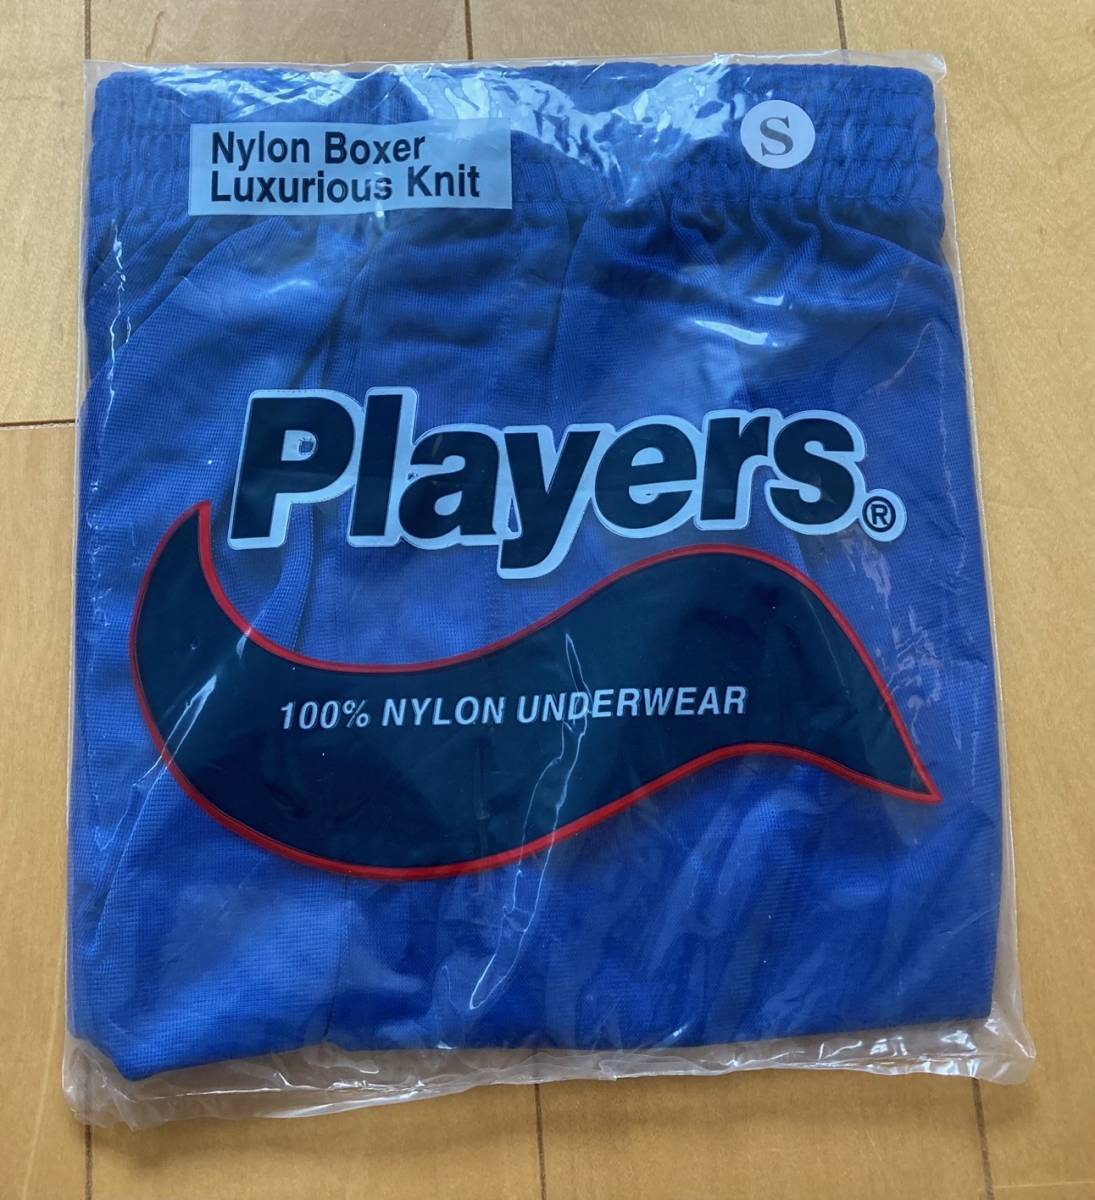 Nylon Boxer
Luxurious Knit
S
Players®
100% NYLON UNDERWEAR